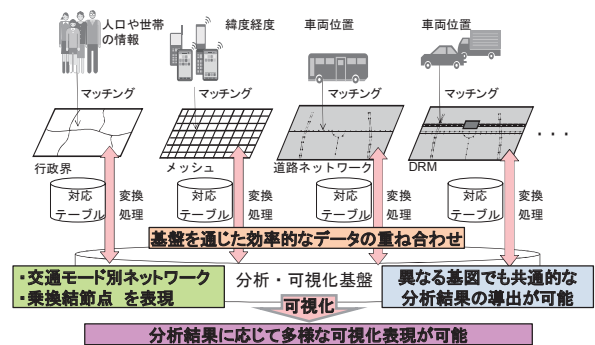 人口や世帯
の情報
緯度経度
車両位置
車両位置
マッチング
マッチング
マッチング
マッチング
・・・
行政界
メッシュ
道路ネットワーク
DRM
対応
テーブル
変換
処理
対応
テーブル
変換
処理
対応
テーブル
変換
処理
対応
テーブル
変換
処理
基盤を通じた効率的なデータの重ね合わせ
・交通モード別ネットワーク
・乗換結節点 を表現
分析・可視化基盤
異なる基図でも共通的な
分析結果の導出が可能
可視化
分析結果に応じて多様な可視化表現が可能